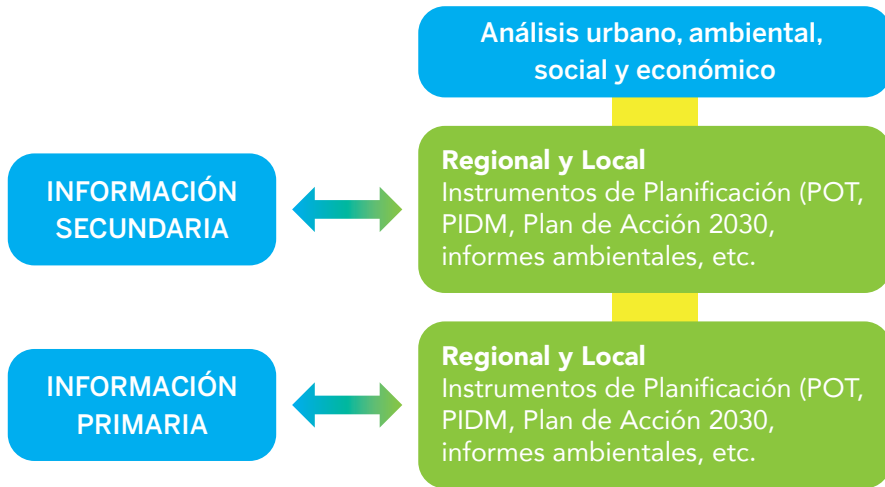 Análisis urbano, ambiental,
social y económico
INFORMACIÓN
SECUNDARIA
Regional y Local
Instrumentos de Planificación (POT,
PIDM, Plan de Acción 2030,
informes ambientales, etc.
INFORMACIÓN
PRIMARIA
Regional y Local
Instrumentos de Planificación (POT,
PIDM, Plan de Acción 2030,
informes ambientales, etc.